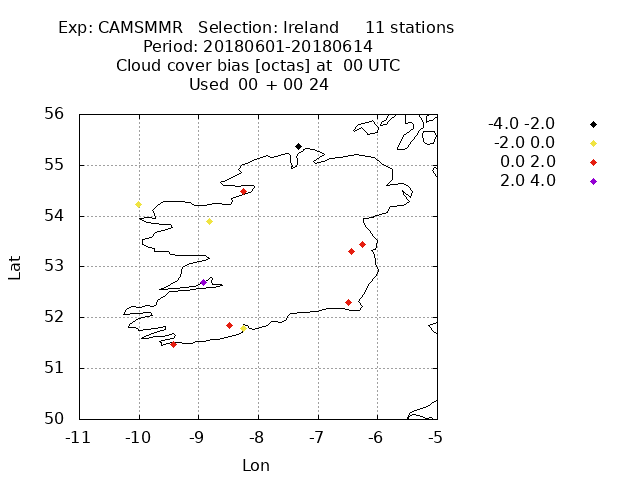 Exp: CAMSMMR Selection: Ireland 11 stations
Period: 20180601-20180614
Cloud cover bias [octas] at 00 UTC
Used 00 + 00 24
-4.0 -2.0
-2.0 0.0
0.0 2.0
2.0 4.0
56
55
54
53
52
51
50
Lat
-11 -10 -9 -8 -7 -6 -5
Lon